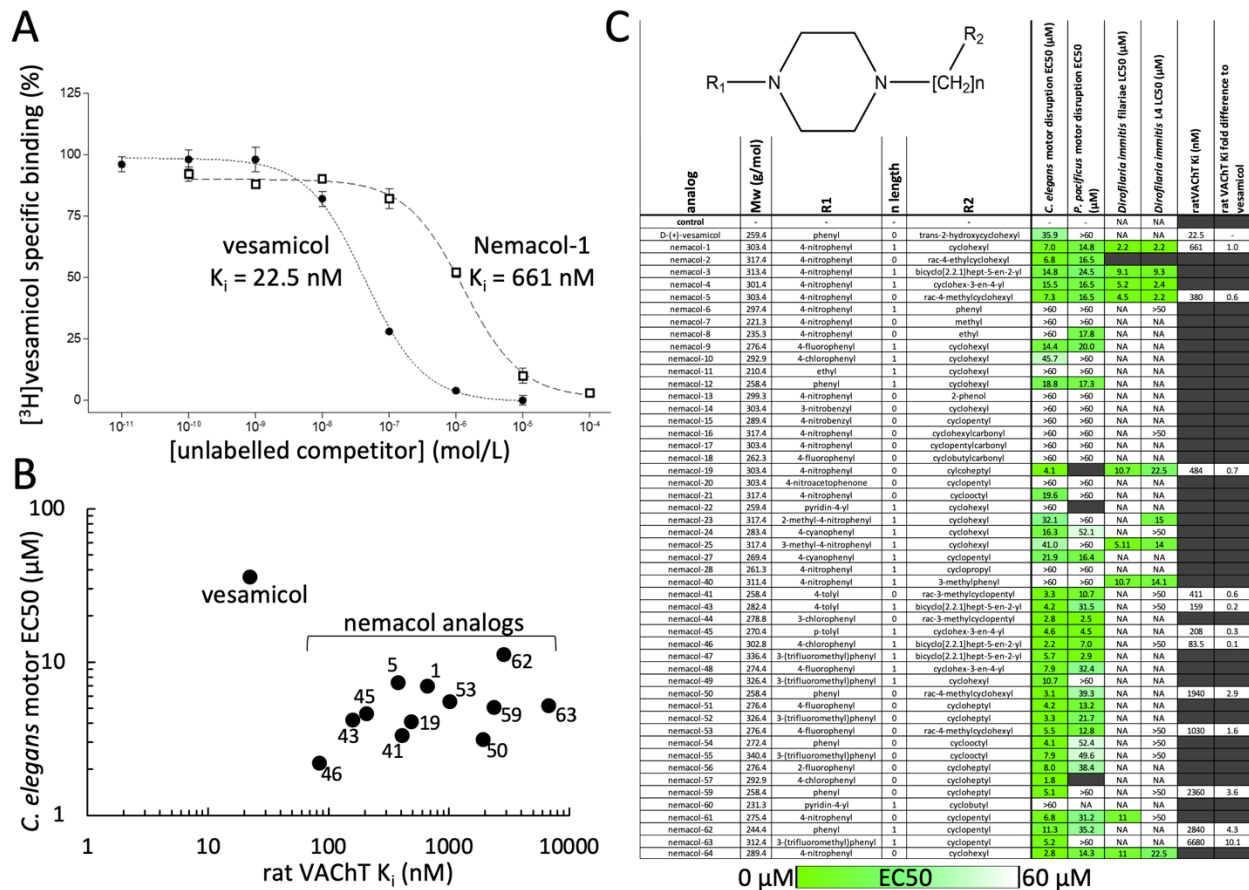 A
[³H]vesamicol specific binding (%)
125
100
75
50
25
0
vesamicol
Kᵢ = 22.5 nM
Nemacol-1
Kᵢ = 661 nM
10⁻¹¹ 10⁻¹⁰ 10⁻⁹ 10⁻⁸ 10⁻⁷ 10⁻⁶ 10⁻⁵ 10⁻⁴
[unlabelled competitor] (mol/L)
B
C. elegans motor EC50 (µM)
100
10
1
vesamicol
nemacol analogs
62
5 1
53
45
43 19 59 63
41 50
46
1 10 100 1000 10000
rat VAChT Kᵢ (nM)
C
R₁ N N [CH₂]n R₂
analog Mw (g/mol) R1 n length R2 C. elegans motor disruption EC50 (µM) P. pacificus motor disruption EC50 (µM) Dirofilaria immitis filariae LC50 (µM) Dirofilaria immitis L4 LC50 (µM) ratVAChT Ki (nM) rat VAChT Ki fold difference to vesamicol
control - - - - - - NA NA
D-(+)-vesamicol 259.4 phenyl 0 trans-2-hydroxycyclohexyl 35.9 >60 NA NA 22.5 -
nemacol-1 303.4 4-nitrophenyl 1 cyclohexyl 7.0 14.8 2.2 2.2 661 1.0
nemacol-2 317.4 4-nitrophenyl 0 rac-4-ethylcyclohexyl 6.8 16.5
nemacol-3 313.4 4-nitrophenyl 1 bicyclo[2.2.1]hept-5-en-2-yl 14.8 24.5 9.1 9.3
nemacol-4 301.4 4-nitrophenyl 1 cyclohex-3-en-4-yl 15.5 16.5 5.2 2.4
nemacol-5 303.4 4-nitrophenyl 0 rac-4-methylcyclohexyl 7.3 16.5 4.5 2.2 380 0.6
nemacol-6 297.4 4-nitrophenyl 1 phenyl >60 >60 NA >50
nemacol-7 221.3 4-nitrophenyl 0 methyl >60 >60 NA NA
nemacol-8 235.3 4-nitrophenyl 0 ethyl >60 17.8 NA NA
nemacol-9 276.4 4-fluorophenyl 1 cyclohexyl 14.4 20.0 NA NA
nemacol-10 292.9 4-chlorophenyl 1 cyclohexyl 45.7 >60 NA NA
nemacol-11 210.4 ethyl 1 cyclohexyl >60 >60 NA NA
nemacol-12 258.4 phenyl 1 cyclohexyl 18.8 17.3 NA NA
nemacol-13 299.3 4-nitrophenyl 0 2-phenol >60 >60 NA NA
nemacol-14 303.4 3-nitrobenzyl 0 cyclohexyl >60 >60 NA NA
nemacol-15 289.4 4-nitrobenzyl 0 cyclopentyl >60 >60 NA NA
nemacol-16 317.4 4-nitrophenyl 0 cyclohexylcarbonyl >60 >60 NA >50
nemacol-17 303.4 4-nitrophenyl 0 cyclopentylcarbonyl >60 >60 NA NA
nemacol-18 262.3 4-fluorophenyl 0 cyclobutylcarbonyl >60 >60 NA NA
nemacol-19 303.4 4-nitrophenyl 0 cylcoheptyl 4.1 10.7 22.5 484 0.7
nemacol-20 303.4 4-nitroacetophenone 0 cyclopentyl >60 >60 NA NA
nemacol-21 317.4 4-nitrophenyl 0 cyclooctyl 19.6 >60 NA NA
nemacol-22 259.4 pyridin-4-yl 1 cyclohexyl >60 NA NA
nemacol-23 317.4 2-methyl-4-nitrophenyl 1 cyclohexyl 32.1 >60 NA 15
nemacol-24 283.4 4-cyanophenyl 1 cyclohexyl 16.3 52.1 NA >50
nemacol-25 317.4 3-methyl-4-nitrophenyl 1 cyclohexyl 41.0 >60 5.11 14
nemacol-27 269.4 4-cyanophenyl 1 cyclopentyl 21.9 16.4 NA NA
nemacol-28 261.3 4-nitrophenyl 1 cyclopropyl >60 >60 NA NA
nemacol-40 311.4 4-nitrophenyl 1 3-methylphenyl >60 >60 10.7 14.1
nemacol-41 258.4 4-tolyl 0 rac-3-methylcyclopentyl 3.3 10.7 NA >50 411 0.6
nemacol-43 282.4 4-tolyl 1 bicyclo[2.2.1]hept-5-en-2-yl 4.2 31.5 NA >50 159 0.2
nemacol-44 278.8 3-chlorophenyl 0 rac-3-methylcyclopentyl 2.8 2.5 NA NA
nemacol-45 270.4 p-tolyl 1 cyclohex-3-en-4-yl 4.6 4.5 NA NA 208 0.3
nemacol-46 302.8 4-chlorophenyl 1 bicyclo[2.2.1]hept-5-en-2-yl 2.2 7.0 NA >50 83.5 0.1
nemacol-47 336.4 3-(trifluoromethyl)phenyl 1 bicyclo[2.2.1]hept-5-en-2-yl 5.7 2.9 NA NA
nemacol-48 274.4 4-fluorophenyl 1 cyclohex-3-en-4-yl 7.9 32.4 NA NA
nemacol-49 326.4 3-(trifluoromethyl)phenyl 1 cyclohexyl 10.7 >60 NA NA
nemacol-50 258.4 phenyl 0 rac-4-methylcyclohexyl 3.1 39.3 NA NA 1940 2.9
nemacol-51 276.4 4-fluorophenyl 0 cycloheptyl 4.2 13.2 NA NA
nemacol-52 326.4 3-(trifluoromethyl)phenyl 0 cycloheptyl 3.3 21.7 NA NA
nemacol-53 276.4 4-fluorophenyl 0 rac-4-methylcyclohexyl 5.5 12.8 NA NA 1030 1.6
nemacol-54 272.4 phenyl 0 cyclooctyl 4.1 52.4 NA >50
nemacol-55 340.4 3-(trifluoromethyl)phenyl 0 cyclooctyl 7.9 49.6 NA >50
nemacol-56 276.4 2-fluorophenyl 0 cycloheptyl 8.0 38.4 NA NA
nemacol-57 292.9 4-chlorophenyl 0 cycloheptyl 1.8 NA NA
nemacol-59 258.4 phenyl 0 cycloheptyl 5.1 >60 NA >50 2360 3.6
nemacol-60 231.3 pyridin-4-yl 1 cyclobutyl >60 NA NA NA
nemacol-61 275.4 4-nitrophenyl 0 cyclopentyl 6.8 31.2 11 >50
nemacol-62 244.4 phenyl 1 cyclopentyl 11.3 35.2 NA NA 2840 4.3
nemacol-63 312.4 3-(trifluoromethyl)phenyl 1 cyclopentyl 5.2 >60 NA NA 6680 10.1
nemacol-64 289.4 4-nitrophenyl 0 cyclohexyl 2.8 14.3 11 22.5
0 µM EC50 60 µM